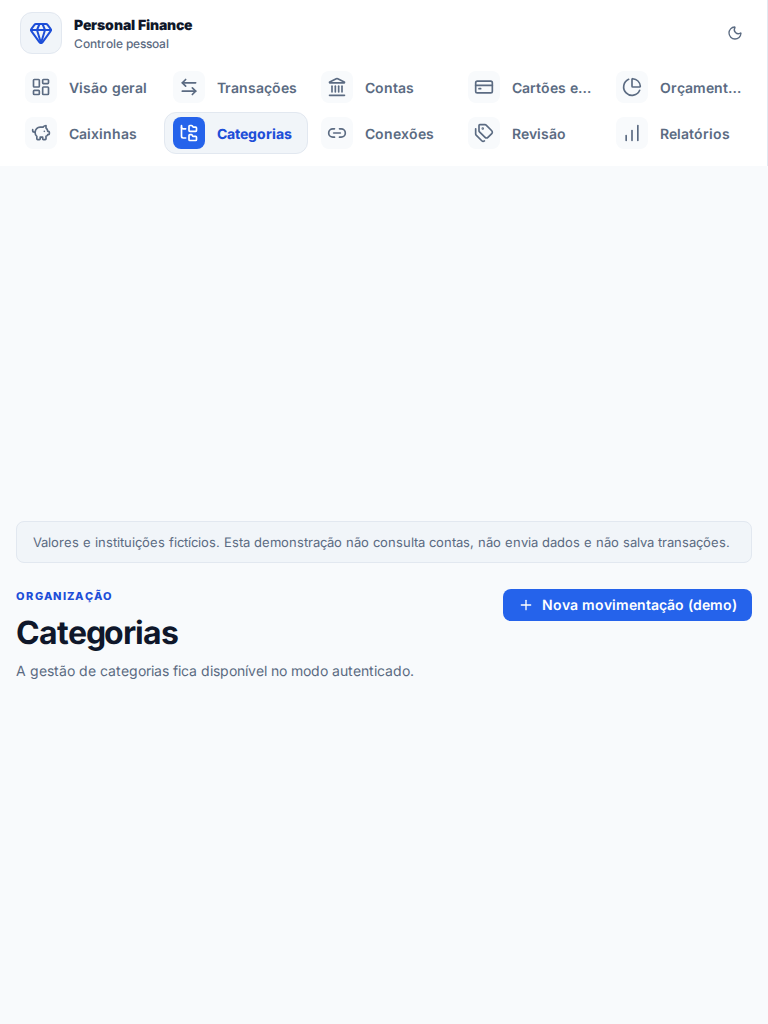 Personal Finance
Controle pessoal
Visão geral
Transações
Contas
Cartões e...
Orçament...
Caixinhas
Categorias
Conexões
Revisão
Relatórios
Valores e instituições fictícios. Esta demonstração não consulta contas, não envia dados e não salva transações.
ORGANIZAÇÃO
Categorias
A gestão de categorias fica disponível no modo autenticado.
Nova movimentação (demo)